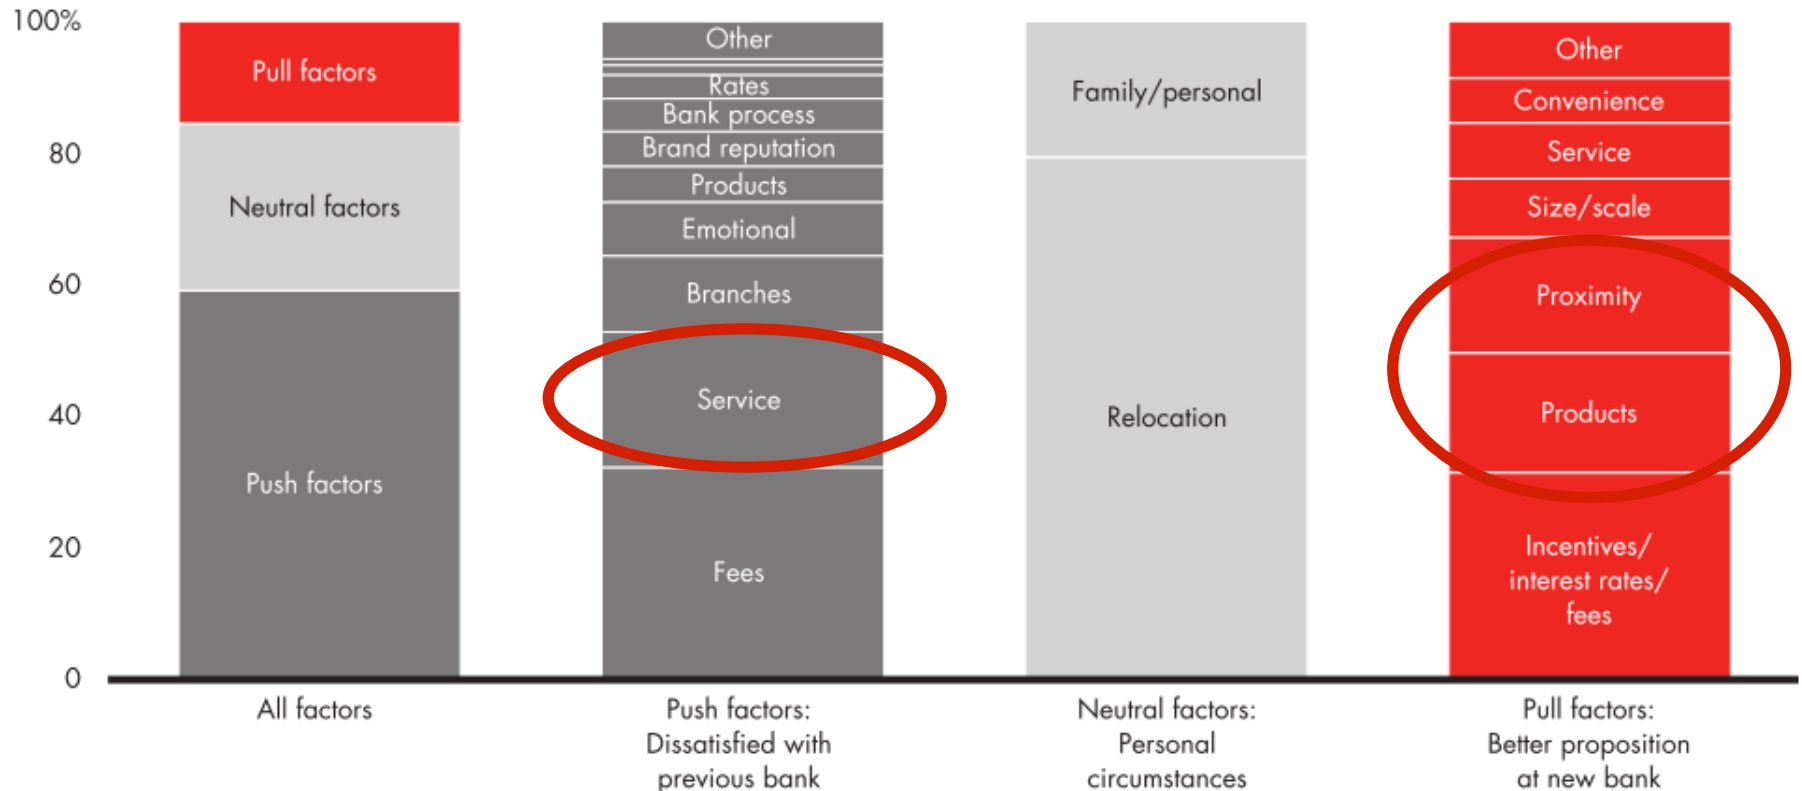 100%
80
60
40
20
0
Pull factors
Neutral factors
Push factors
All factors
Other
Rates
Bank process
Brand reputation
Products
Emotional
Branches
Service
Fees
Push factors:
Dissatisfied with
previous bank
Family/personal
Relocation
Neutral factors:
Personal
circumstances
Other
Convenience
Service
Size/scale
Proximity
Products
Incentives/
interest rates/
fees
Pull factors:
Better proposition
at new bank